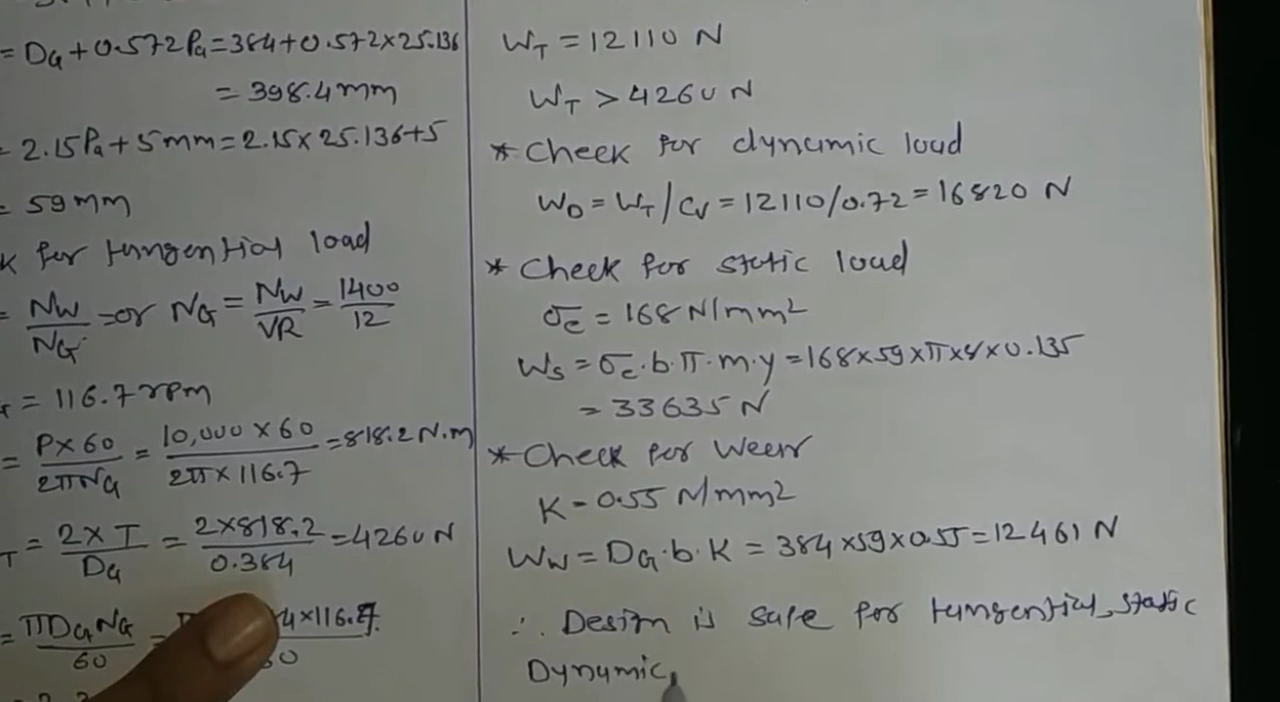 = DG + 0.572 PG = 384 + 0.572 × 25.136
= 398.4 mm
= 2.15 PG + 5 mm = 2.15 × 25.136 + 5
= 59 mm
K for tangential load
= NW/NG = or NG = NW/VR = 1400/12
= 116.7 rpm
= P×60/2πNG = 10,000 × 60/2π × 116.7 = 818.2 N.m
T = 2×T/DG = 2×818.2/0.384 = 4260 N
= πDGNG/60 = 4×116.7
WT = 12110 N
WT > 4260 N
* Check for dynamic load
WD = WT/CV = 12110/0.72 = 16820 N
* Check for static load
σe = 168 N/mm2
WS = σe.b.π.m.y = 168×59×π×8×0.135
= 33635 N
* Check for Wear
K = 0.55 N/mm2
WW = DG.b.K = 384×59×0.55 = 12461 N
∴ Design is safe for tangential, static
Dynamic,